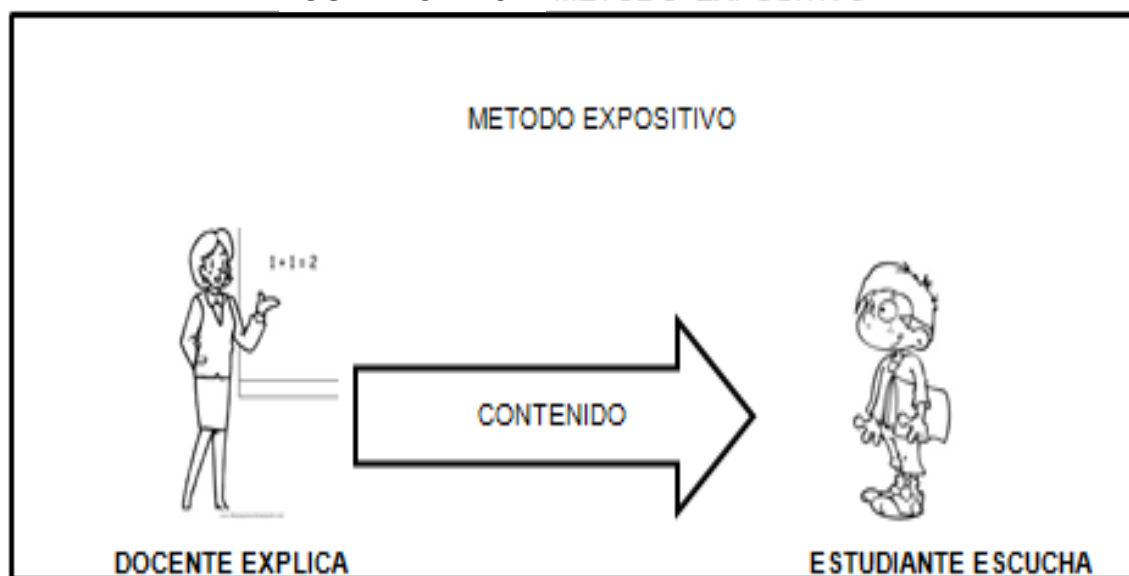 METODO EXPOSITIVO
1+1=2
CONTENIDO
DOCENTE EXPLICA
ESTUDIANTE ESCUCHA